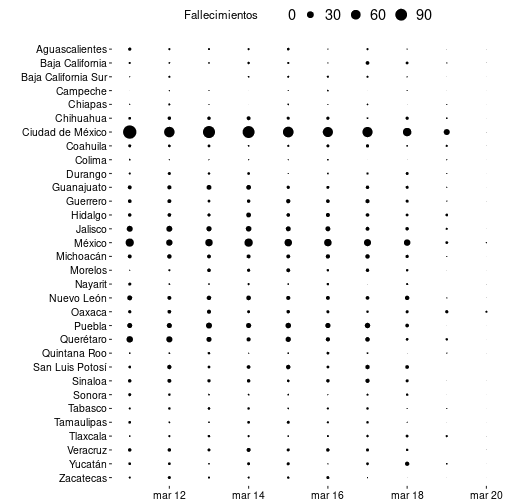 Fallecimientos 0 30 60 90
Aguascalientes
Baja California
Baja California Sur
Campeche
Chiapas
Chihuahua
Ciudad de México
Coahuila
Colima
Durango
Guanajuato
Guerrero
Hidalgo
Jalisco
México
Michoacán
Morelos
Nayarit
Nuevo León
Oaxaca
Puebla
Querétaro
Quintana Roo
San Luis Potosí
Sinaloa
Sonora
Tabasco
Tamaulipas
Tlaxcala
Veracruz
Yucatán
Zacatecas
mar 12 mar 14 mar 16 mar 18 mar 20